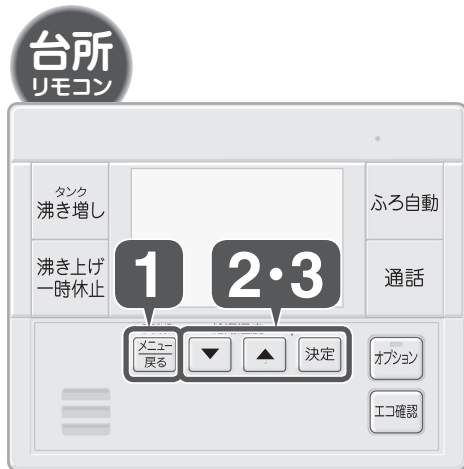 台所
リモコン
タンク
沸き増し
沸き上げ
一時休止
ふろ自動
通話
1
2・3
メニュー
戻る
▼
▲
決定
オプション
エコ確認